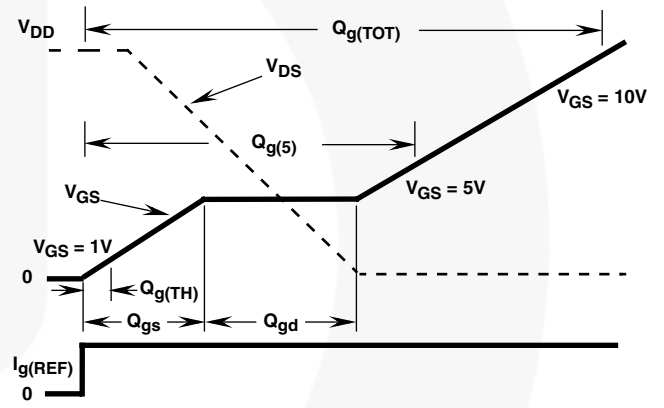 V_DD
Q_g(TOT)
V_DS
V_GS = 10V
Q_g(5)
V_GS
V_GS = 5V
V_GS = 1V
0
Q_g(TH)
Q_gs
Q_gd
I_g(REF)
0